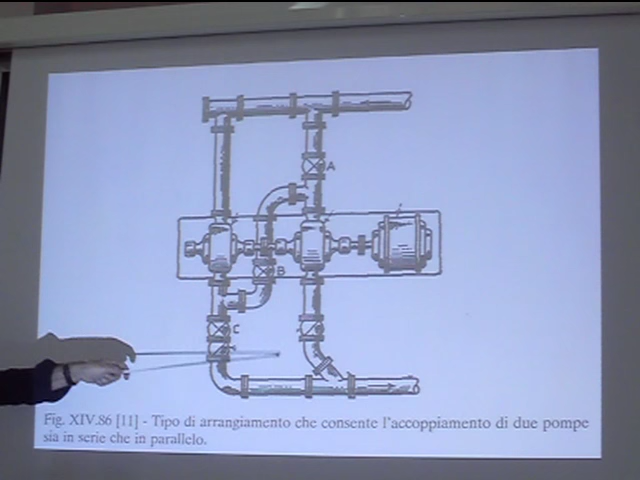 A
B
C
Fig. XIV.86 [11] - Tipo di arrangiamento che consente l'accoppiamento di due pompe
sia in serie che in parallelo.